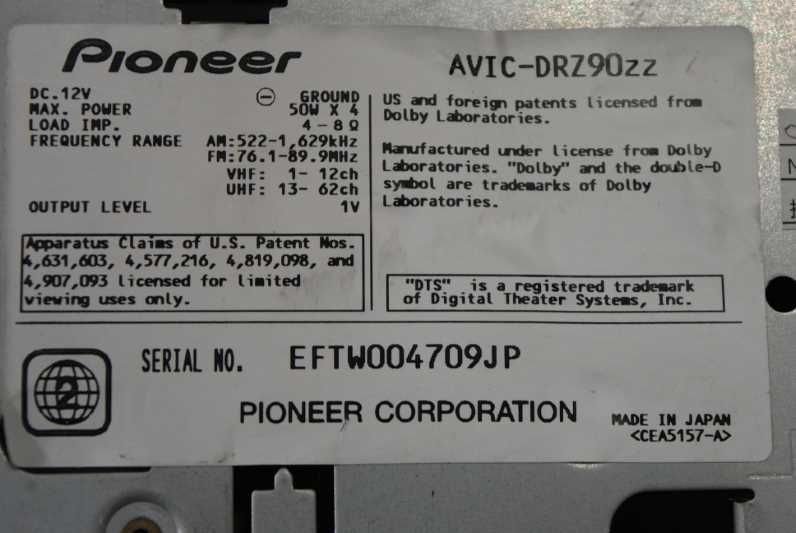 Pioneer
AVIC-DRZ90ZZ
DC.12V ⊖ GROUND
MAX. POWER 50W X 4
LOAD IMP. 4-8Ω
FREQUENCY RANGE AM:522-1,629kHz
FM:76.1-89.9MHz
VHF: 1- 12ch
UHF: 13- 62ch
OUTPUT LEVEL 1V
Apparatus Claims of U.S. Patent Nos.
4,631,603, 4,577,216, 4,819,098, and
4,907,093 licensed for limited
viewing uses only.
US and foreign patents licensed from
Dolby Laboratories.
Manufactured under license from Dolby
Laboratories. "Dolby" and the double-D
symbol are trademarks of Dolby
Laboratories.
"DTS" is a registered trademark
of Digital Theater Systems, Inc.
2
SERIAL NO. EFTW004709JP
PIONEER CORPORATION
MADE IN JAPAN
<CEA5157-A>